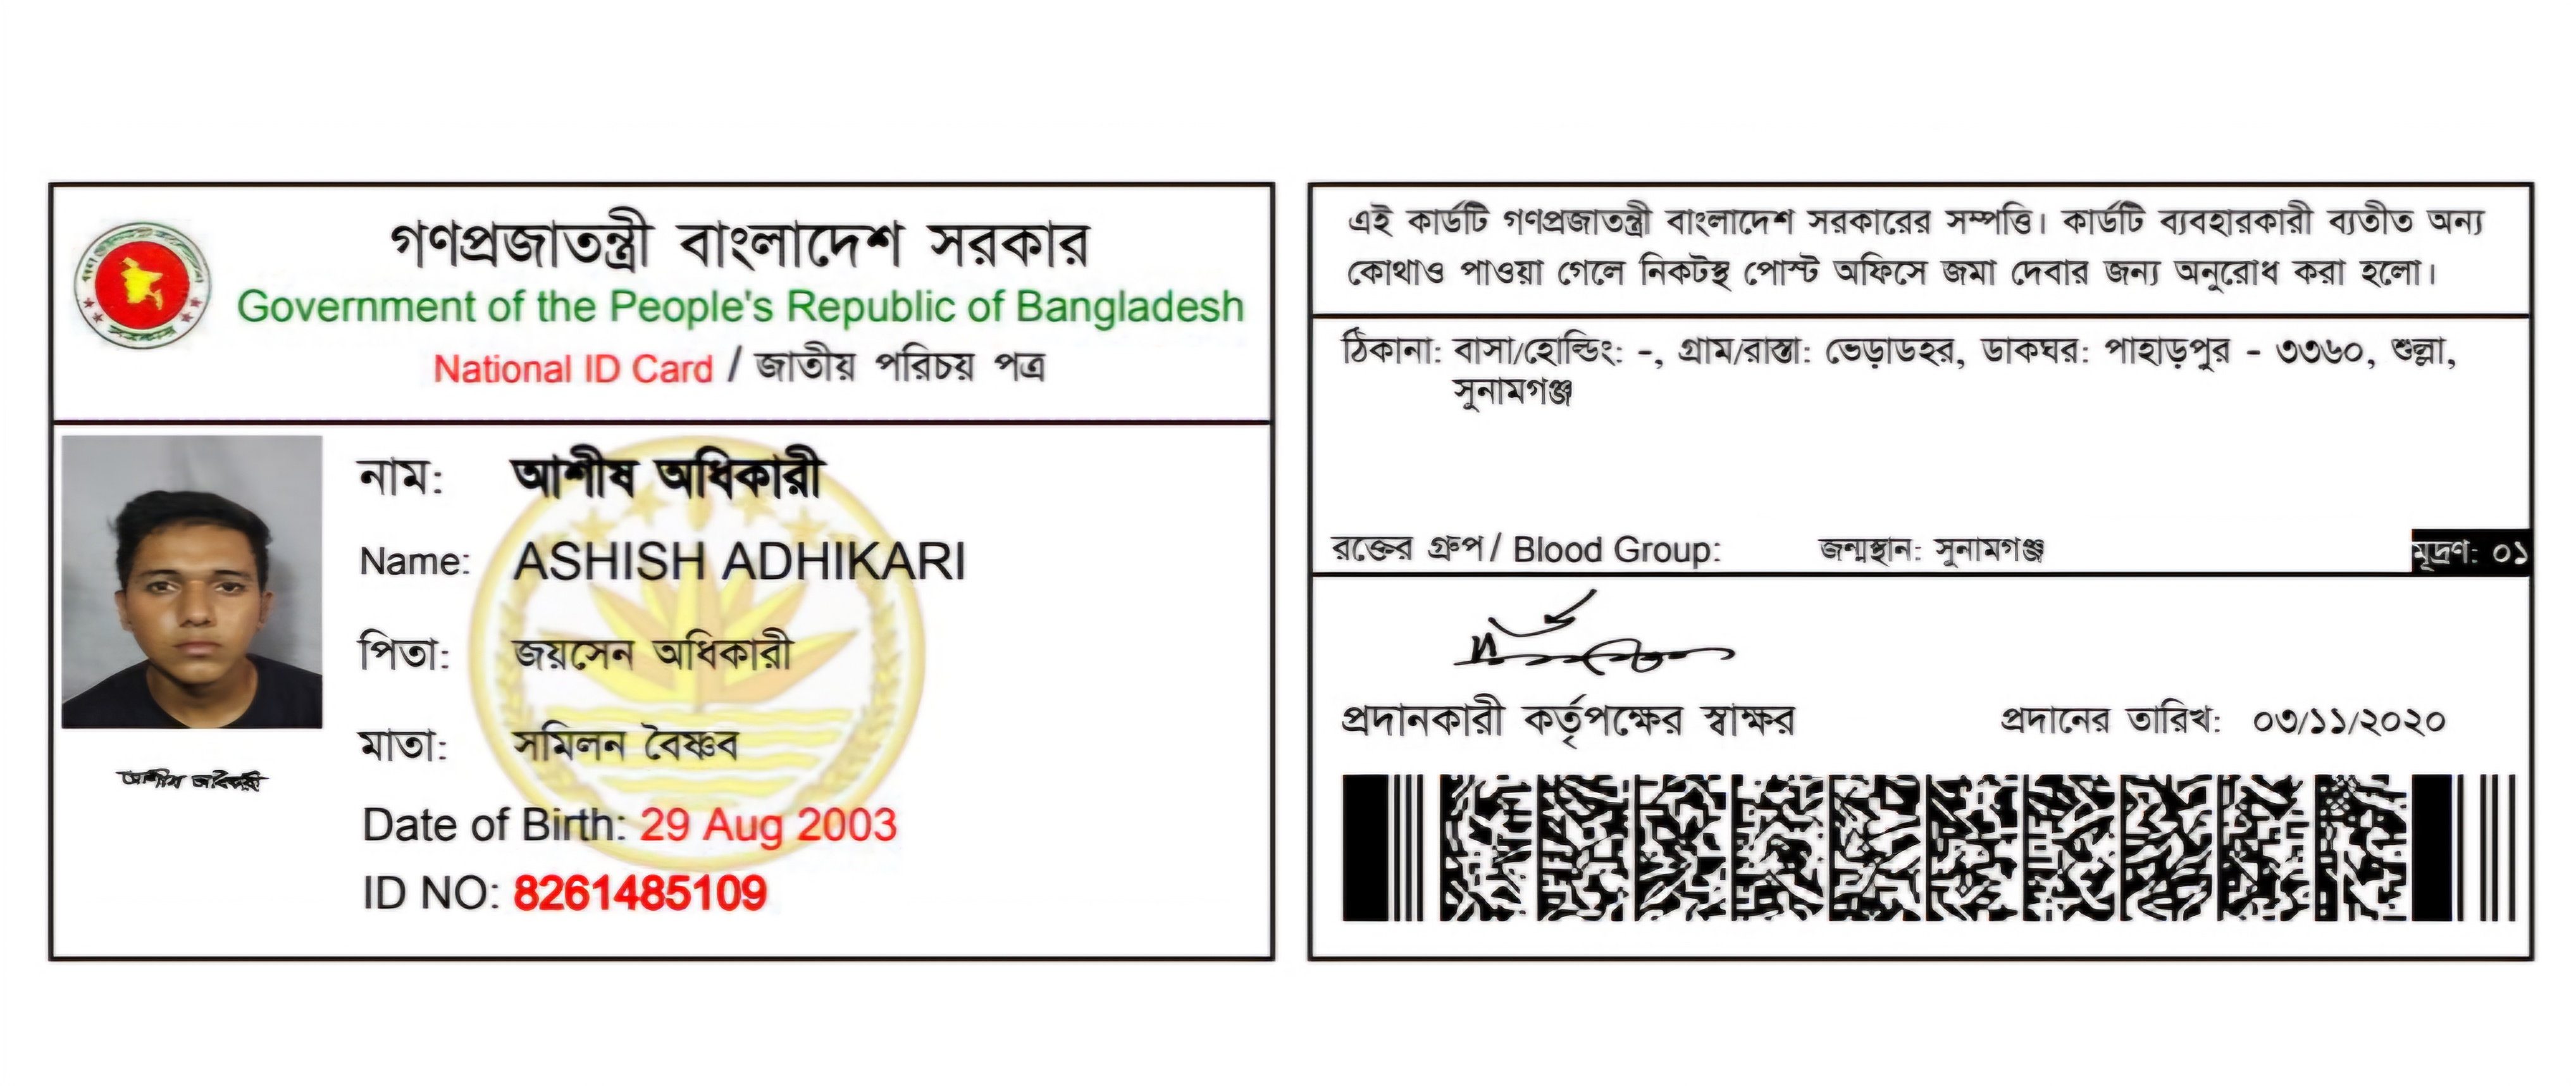 গণপ্রজাতন্ত্রী বাংলাদেশ সরকার
Government of the People's Republic of Bangladesh
National ID Card / জাতীয় পরিচয় পত্র
নাম: আশীষ অধিকারী
Name: ASHISH ADHIKARI
পিতা: জয়সেন অধিকারী
মাতা: সমিলন বৈষ্ণব
Date of Birth: 29 Aug 2003
ID NO: 8261485109
আশীষ অধিকারী
এই কার্ডটি গণপ্রজাতন্ত্রী বাংলাদেশ সরকারের সম্পত্তি। কার্ডটি ব্যবহারকারী ব্যতীত অন্য
কোথাও পাওয়া গেলে নিকটস্থ পোস্ট অফিসে জমা দেবার জন্য অনুরোধ করা হলো।
ঠিকানা: বাসা/হোল্ডিং: -, গ্রাম/রাস্তা: ভেড়াডহর, ডাকঘর: পাহাড়পুর - ৩৩৬০, শুল্লা,
সুনামগঞ্জ
রক্তের গ্রুপ / Blood Group: জন্মস্থান: সুনামগঞ্জ মূদ্রণ: ০১
প্রদানকারী কর্তৃপক্ষের স্বাক্ষর প্রদানের তারিখ: ০৩/১১/২০২০